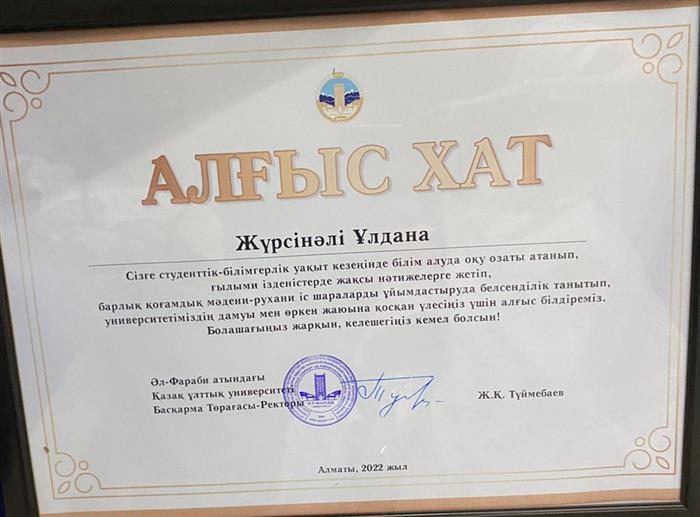 АЛҒЫС ХАТ
Жүрсінәлі Ұлдана
Сізге студенттік-білімгерлік уақыт кезеңінде білім алуда оқу озаты атанып,
ғылыми ізденістерде жақсы нәтижелерге жетіп,
барлық қоғамдық мәдени-рухани іс шараларды ұйымдастыруда белсенділік танытып,
университетіміздің дамуы мен өркен жаюына қосқан үлесіңіз үшін алғыс білдіреміз.
Болашағыңыз жарқын, келешегіңіз кемел болсын!
Әл-Фараби атындағы
Қазақ ұлттық университеті
Басқарма Төрағасы-Ректоры
ӘЛ-ФАРАБИ
Ж.Қ. Түймебаев
Алматы, 2022 жыл